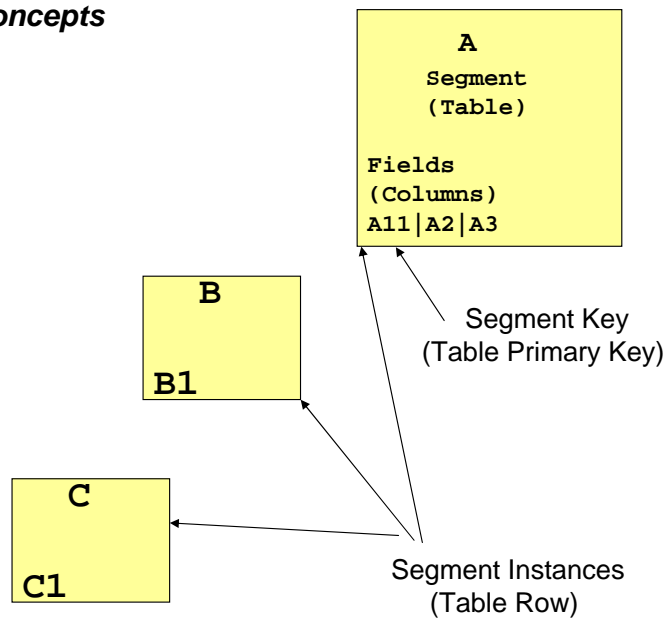 oncepts
A
Segment
(Table)
Fields
(Columns)
A11|A2|A3
B
B1
Segment Key
(Table Primary Key)
C
C1
Segment Instances
(Table Row)